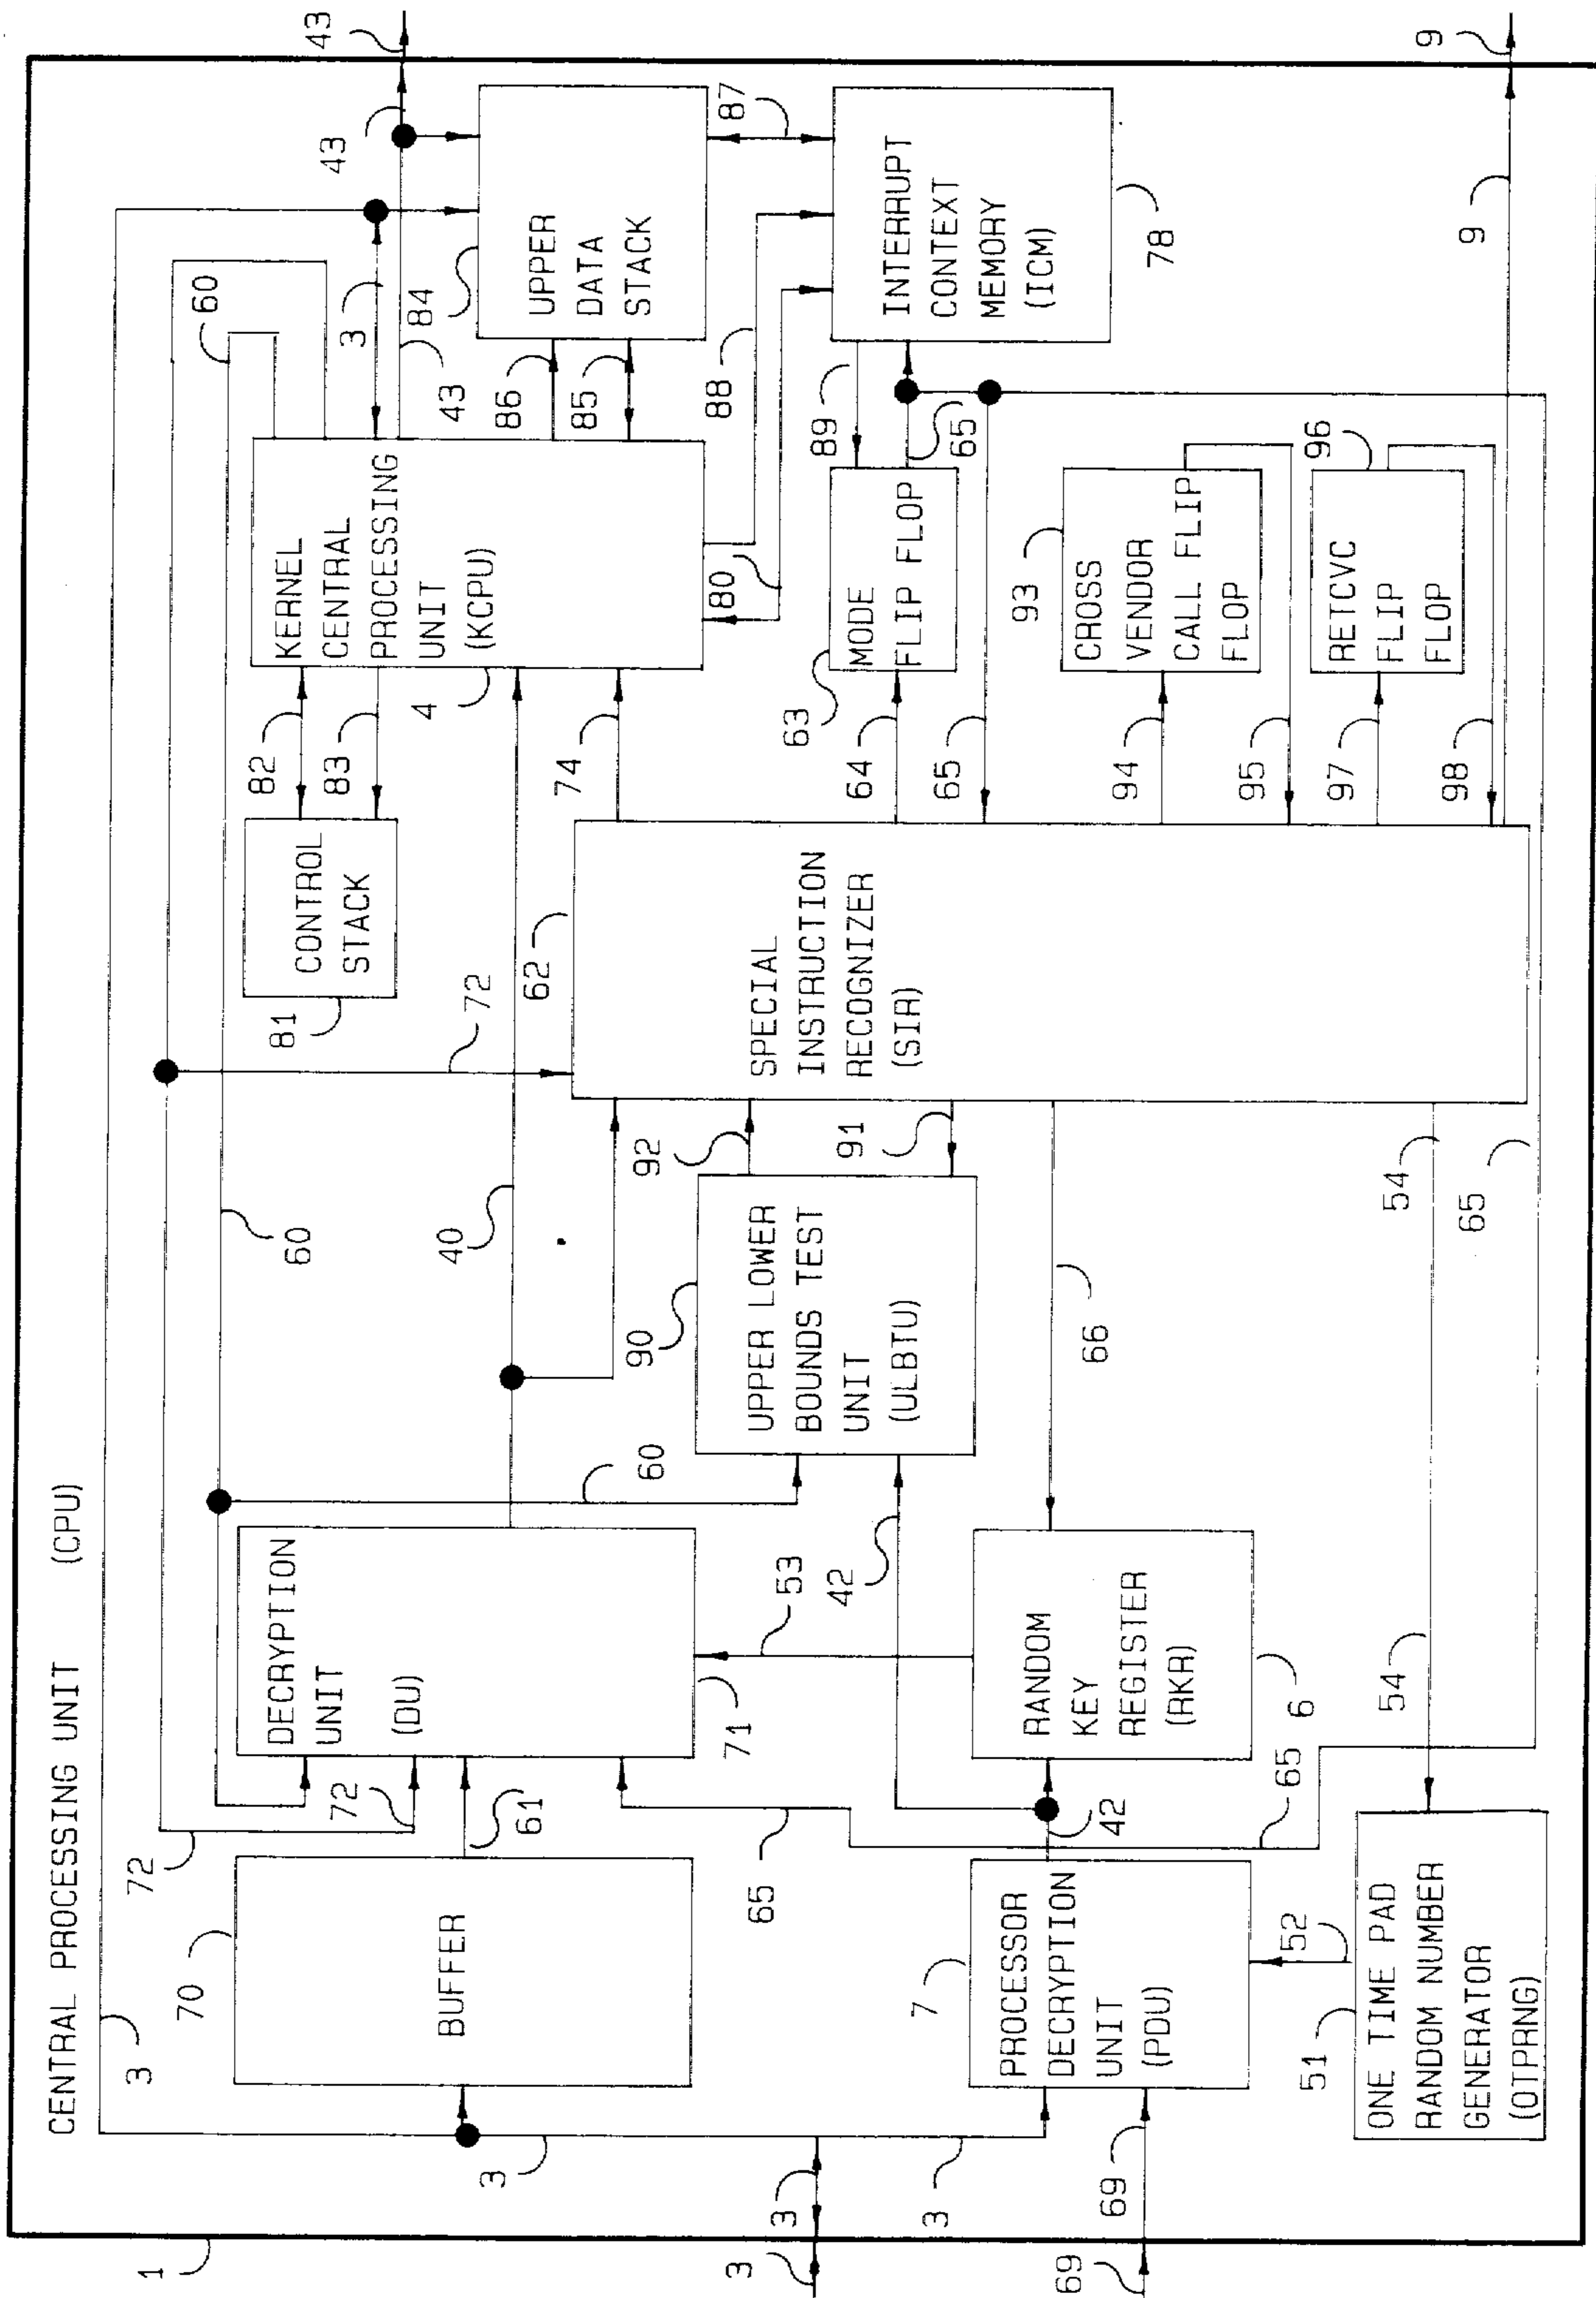 CENTRAL PROCESSING UNIT (CPU)
1
3
3
3
3
3
69
69
70
BUFFER
72
72
61
DECRYPTION
UNIT
(DU)
71
65
53
7
PROCESSOR
DECRYPTION
UNIT
(PDU)
42
42
52
51
ONE TIME PAD
RANDOM NUMBER
GENERATOR
(OTPRNG)
RANDOM
KEY
REGISTER
(RKR)
6
65
54
54
65
66
60
60
60
40
90
UPPER LOWER
BOUNDS TEST
UNIT
(ULBTU)
92
91
72
62
SPECIAL
INSTRUCTION
RECOGNIZER
(SIR)
81
CONTROL
STACK
82
83
4
KERNEL
CENTRAL
PROCESSING
UNIT
(KCPU)
74
64
65
94
95
97
98
63
MODE
FLIP FLOP
93
CROSS
VENDOR
CALL FLIP
FLOP
RETCVC
FLIP
FLOP
96
80
88
89
65
86
85
3
43
84
UPPER
DATA
STACK
87
INTERRUPT
CONTEXT
MEMORY
(ICM)
78
43
43
9
9